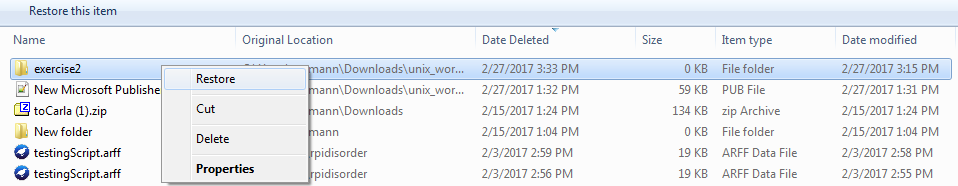 Restore this item
Name Original Location Date Deleted Size Item type Date modified
exercise2 mann\Downloads\unix_wor... 2/27/2017 3:33 PM 0 KB File folder 2/27/2017 3:15 PM
Restore
New Microsoft Publishe mann\Downloads\unix_wor... 2/27/2017 1:32 PM 59 KB PUB File 2/27/2017 1:31 PM
Cut
toCarla (1).zip mann\Downloads 2/15/2017 1:24 PM 134 KB zip Archive 2/15/2017 1:24 PM
New folder mann 2/15/2017 1:04 PM 0 KB File folder 2/15/2017 1:04 PM
Delete
testingScript.arff rpidisorder 2/3/2017 2:59 PM 19 KB ARFF Data File 2/3/2017 2:58 PM
Properties
testingScript.arff rpidisorder 2/3/2017 2:56 PM 19 KB ARFF Data File 2/3/2017 2:55 PM